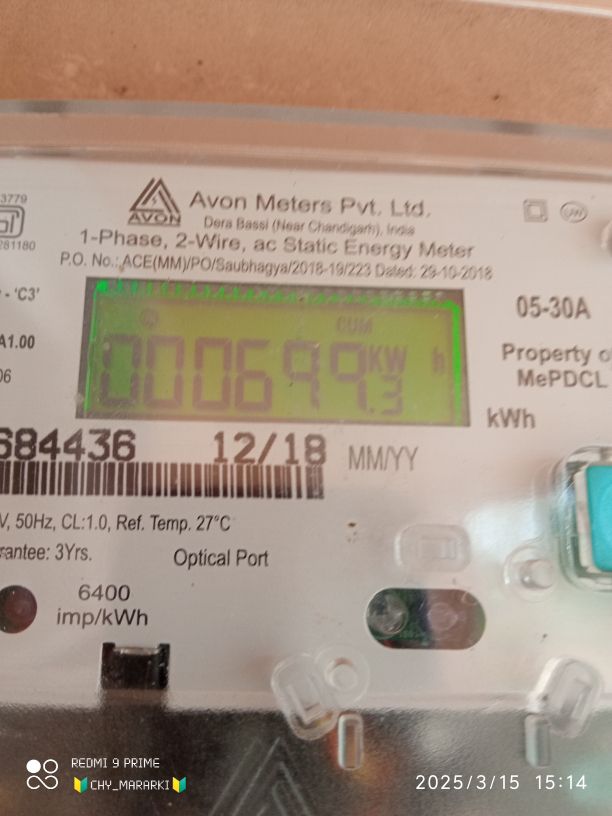 3779
281180
AVON
Avon Meters Pvt. Ltd.
Dera Bassi (Near Chandigarh), India
1-Phase, 2-Wire, ac Static Energy Meter
P.O. No.: ACE(MM)/PO/Saubhagya/2018-19/223 Dated: 29-10-2018
- 'C3'
A1.00
06
CUM
000699.3 KW h
05-30A
Property o
MePDCL
kWh
684436 12/18 MM/YY
V, 50Hz, CL:1.0, Ref. Temp. 27°C
rantee: 3Yrs.
Optical Port
6400
imp/kWh
REDMI 9 PRIME
🔰CHY_MARARKI🔰
2025/3/15 15:14